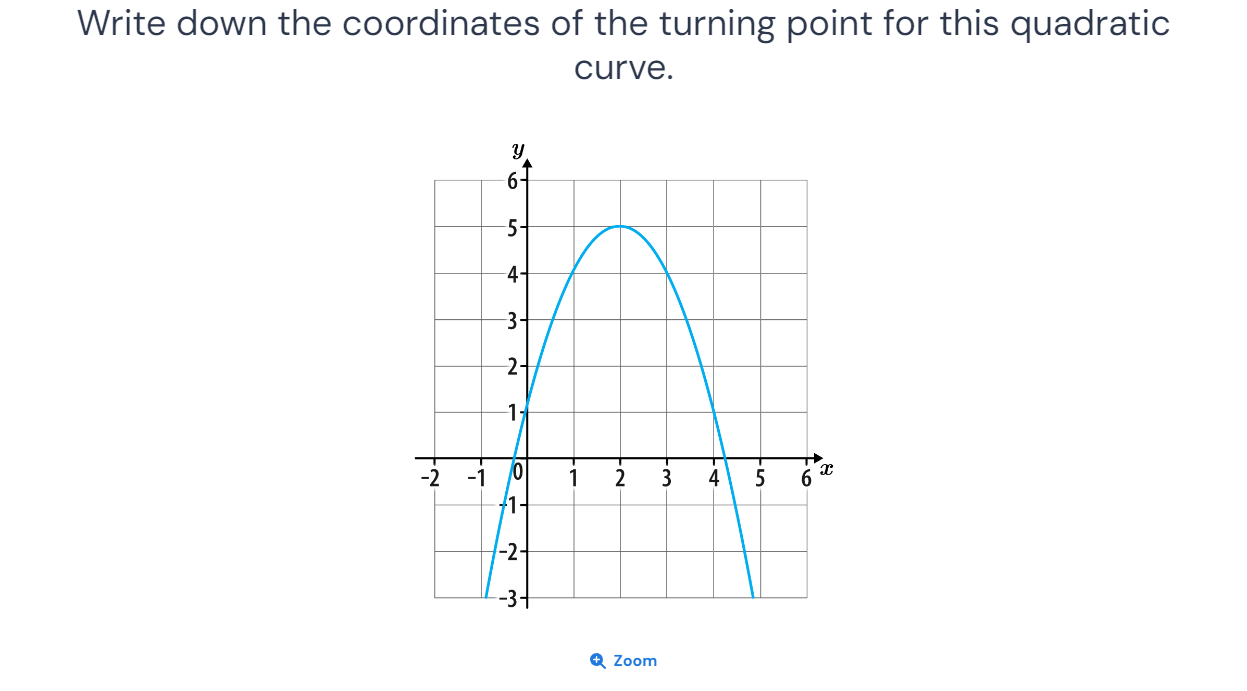 Write down the coordinates of the turning point for this quadratic
curve.
y
6
5
4
3
2
1
-2 -1 0 1 2 3 4 5 6 x
-1
-2
-3
Zoom